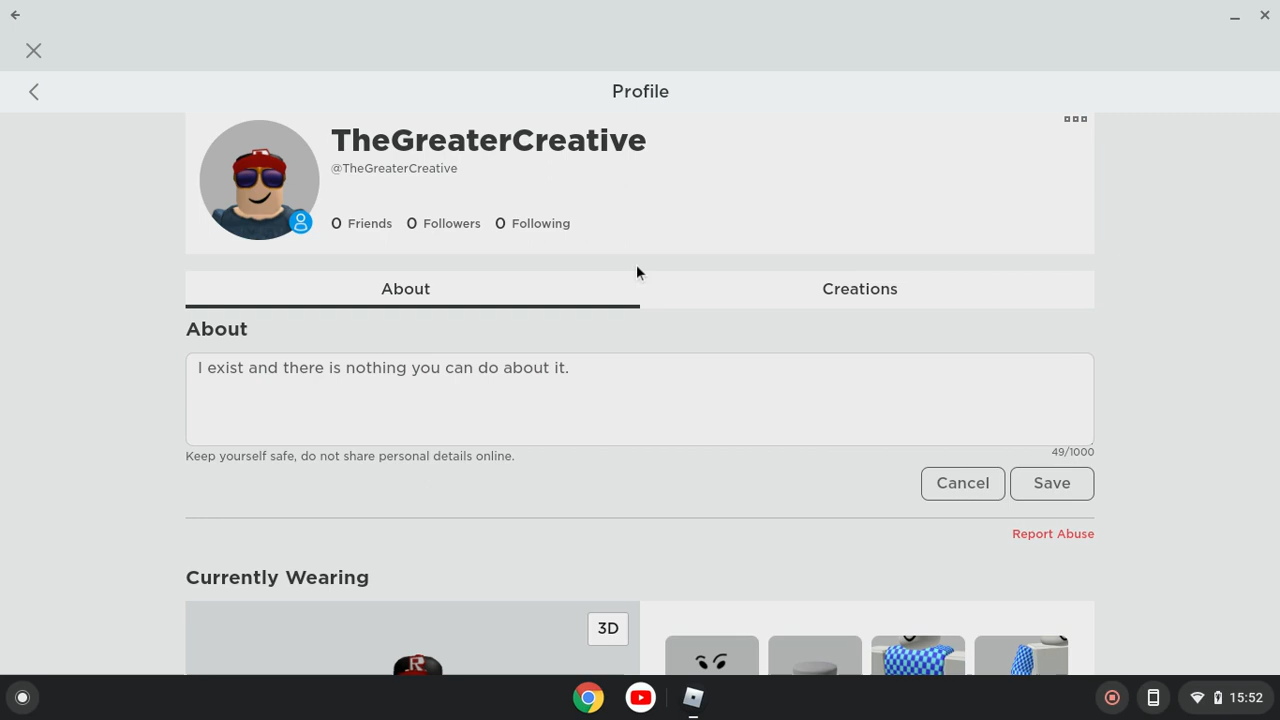 Profile
TheGreaterCreative
@TheGreaterCreative
0 Friends 0 Followers 0 Following
About Creations
About
I exist and there is nothing you can do about it.
Keep yourself safe, do not share personal details online. 49/1000
Cancel Save
Report Abuse
Currently Wearing
3D
R
15:52